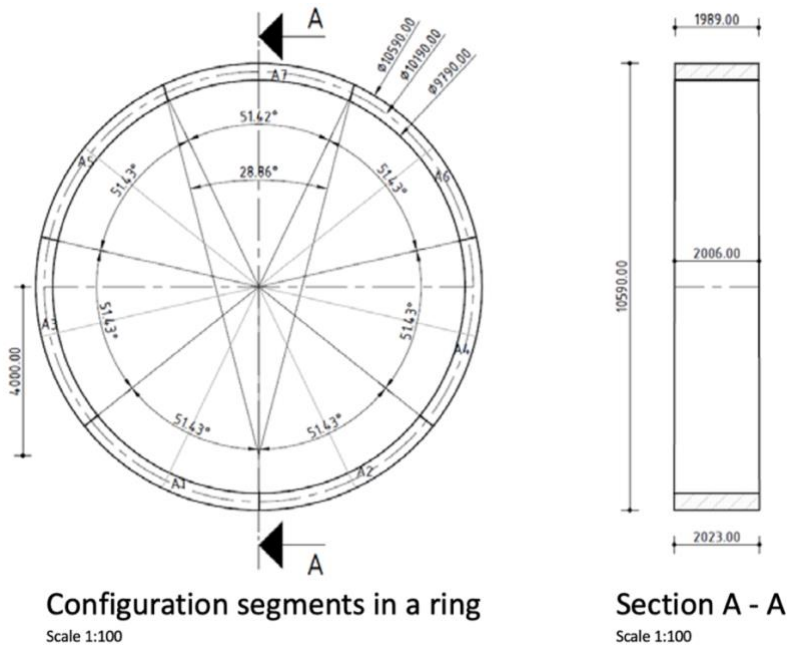 A
1989.00
ø10590.00
ø10190.00
ø9790.00
A7
51.42°
A5
51.43°
51.43°
A6
28.86°
2006.00
10590.00
A3
51.43°
51.43°
A4
4000.00
51.43°
51.43°
A1
A2
2023.00
A
Configuration segments in a ring
Scale 1:100
Section A - A
Scale 1:100